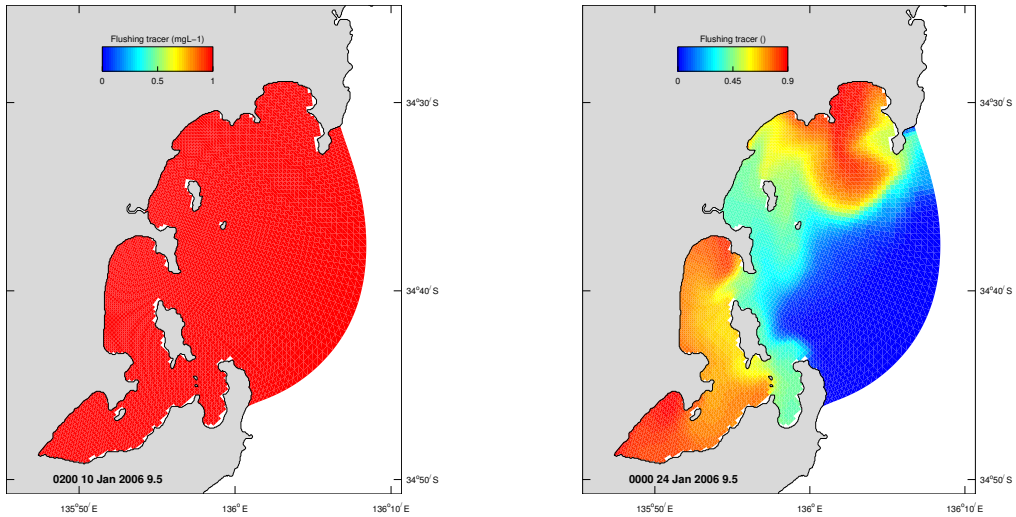 Flushing tracer (mgL−1)
0 0.5 1
34°30′ S
34°40′ S
34°50′ S
0200 10 Jan 2006 9.5
135°50′ E
136°E
136°10′ E
Flushing tracer ()
0 0.45 0.9
34°30′ S
34°40′ S
34°50′ S
0000 24 Jan 2006 9.5
135°50′ E
136°E
136°10′ E